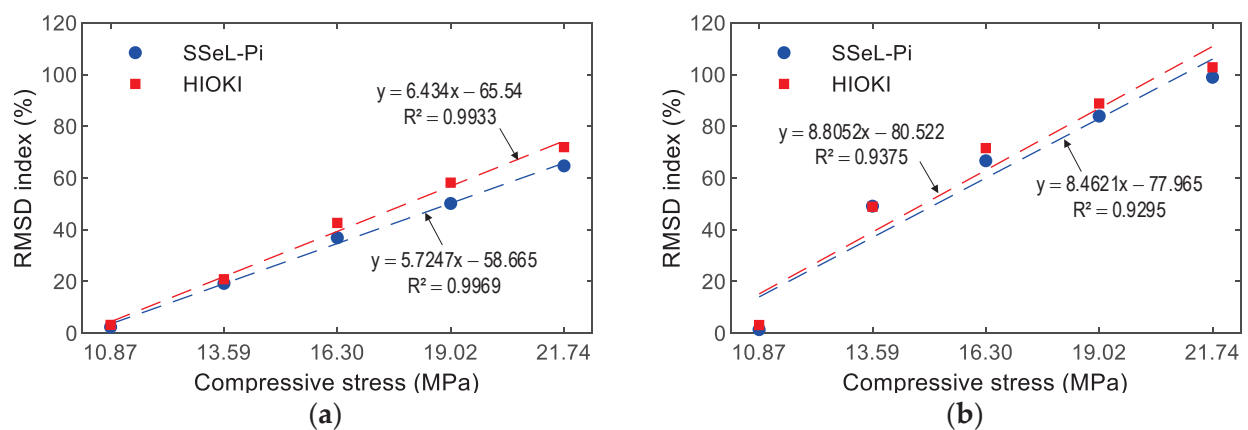 120
100
80
60
40
20
0
RMSD index (%)
SSeL-Pi
HIOKI
y = 6.434x − 65.54
R² = 0.9933
y = 5.7247x − 58.665
R² = 0.9969
10.87 13.59 16.30 19.02 21.74
Compressive stress (MPa)
(a)
120
100
80
60
40
20
0
RMSD index (%)
SSeL-Pi
HIOKI
y = 8.8052x − 80.522
R² = 0.9375
y = 8.4621x − 77.965
R² = 0.9295
10.87 13.59 16.30 19.02 21.74
Compressive stress (MPa)
(b)